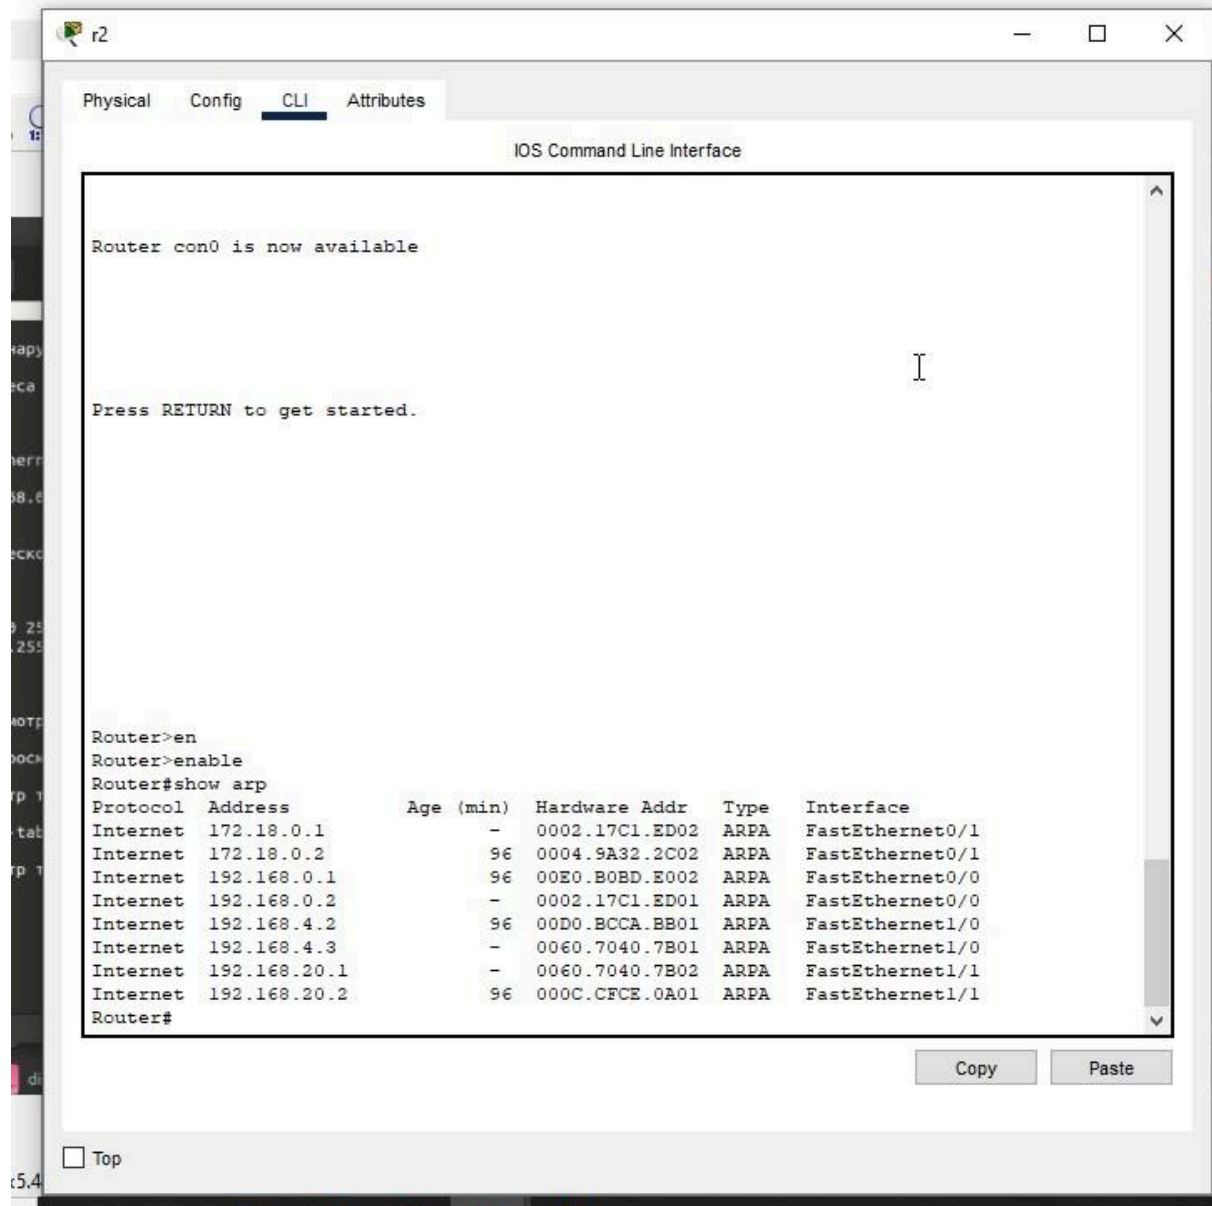 r2
Physical Config CLI Attributes
IOS Command Line Interface
Router con0 is now available
Press RETURN to get started.
Router>en
Router>enable
Router#show arp
Protocol Address Age (min) Hardware Addr Type Interface
Internet 172.18.0.1 - 0002.17C1.ED02 ARPA FastEthernet0/1
Internet 172.18.0.2 96 0004.9A32.2C02 ARPA FastEthernet0/1
Internet 192.168.0.1 96 00E0.B0BD.E002 ARPA FastEthernet0/0
Internet 192.168.0.2 - 0002.17C1.ED01 ARPA FastEthernet0/0
Internet 192.168.4.2 96 00D0.BCCA.BB01 ARPA FastEthernet1/0
Internet 192.168.4.3 - 0060.7040.7B01 ARPA FastEthernet1/0
Internet 192.168.20.1 - 0060.7040.7B02 ARPA FastEthernet1/1
Internet 192.168.20.2 96 000C.CFCE.0A01 ARPA FastEthernet1/1
Router#
Copy Paste
Top